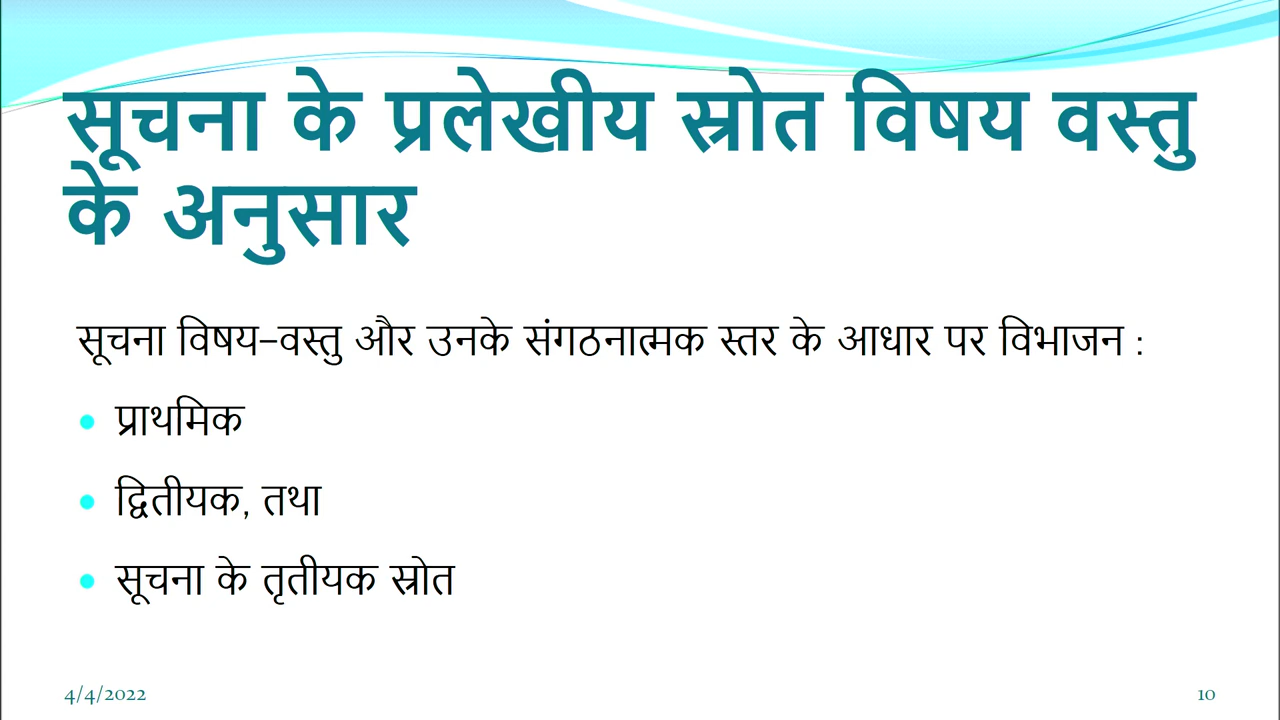 सूचना के प्रलेखीय स्रोत विषय वस्तु
के अनुसार
सूचना विषय–वस्तु और उनके संगठनात्मक स्तर के आधार पर विभाजन :
• प्राथमिक
• द्वितीयक, तथा
• सूचना के तृतीयक स्रोत
4/4/2022
10